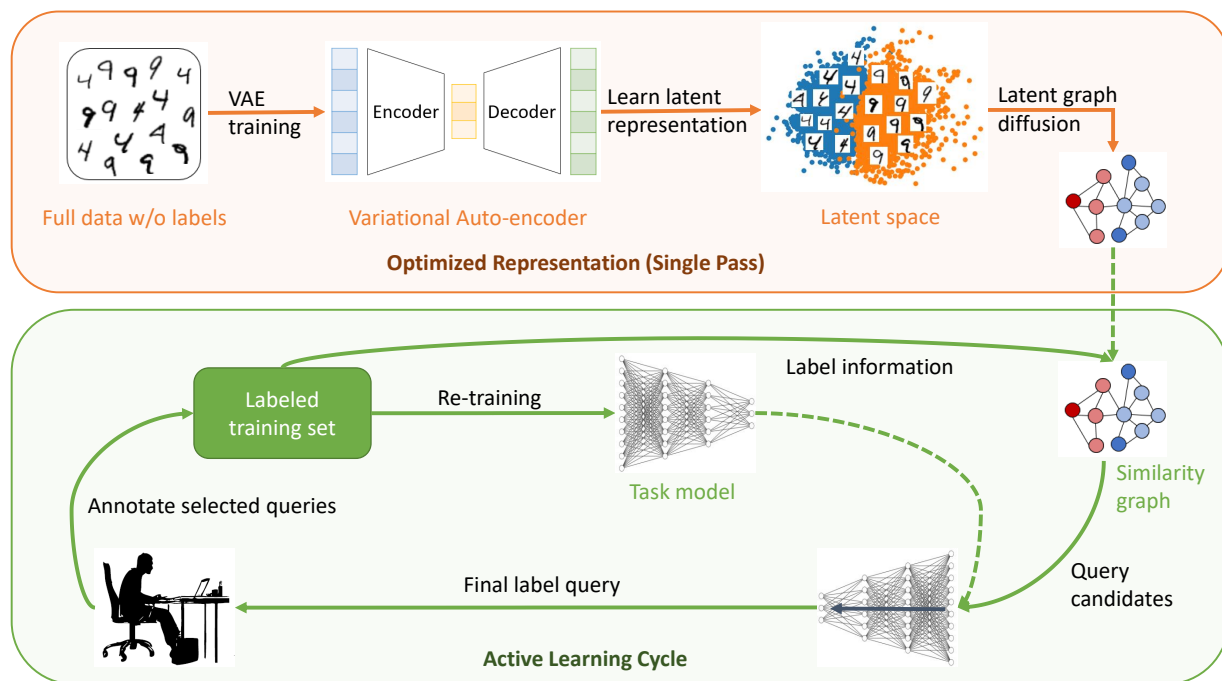 VAE
training
Encoder
Decoder
Learn latent
representation
Latent graph
diffusion
Full data w/o labels
Variational Auto-encoder
Latent space
Optimized Representation (Single Pass)
Labeled
training set
Re-training
Label information
Task model
Similarity
graph
Annotate selected queries
Final label query
Query
candidates
Active Learning Cycle